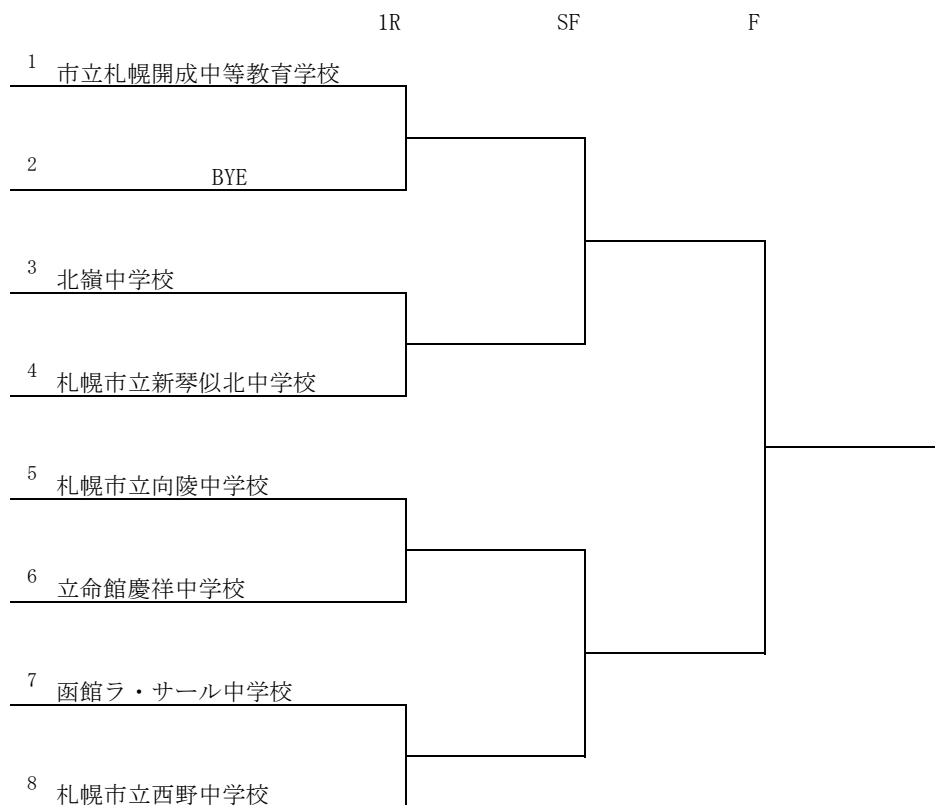 1R SF F
1 市立札幌開成中等教育学校
2 BYE
3 北嶺中学校
4 札幌市立新琴似北中学校
5 札幌市立向陵中学校
6 立命館慶祥中学校
7 函館ラ・サール中学校
8 札幌市立西野中学校